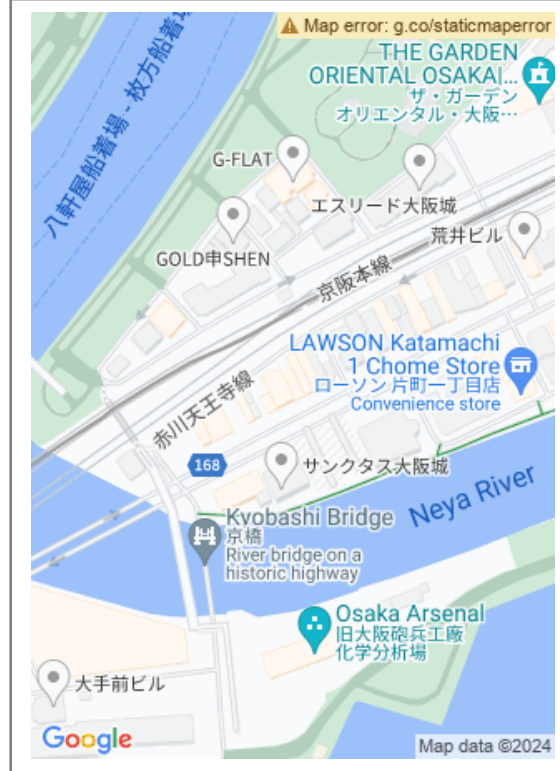 Map error: g.co/staticmaperror
THE GARDEN
ORIENTAL OSAKA|...
ザ・ガーデン
オリエンタル・大阪…
八軒屋船着場 - 枚方船着場
G-FLAT
エスリード大阪城
荒井ビル
GOLD申SHEN
京阪本線
LAWSON Katamachi
1 Chome Store
ローソン 片町一丁目店
Convenience store
赤川天王寺線
168
サンクタス大阪城
Neya River
Kyobashi Bridge
京橋
River bridge on a
historic highway
Osaka Arsenal
旧大阪砲兵工廠
化学分析場
大手前ビル
Google
Map data ©2024